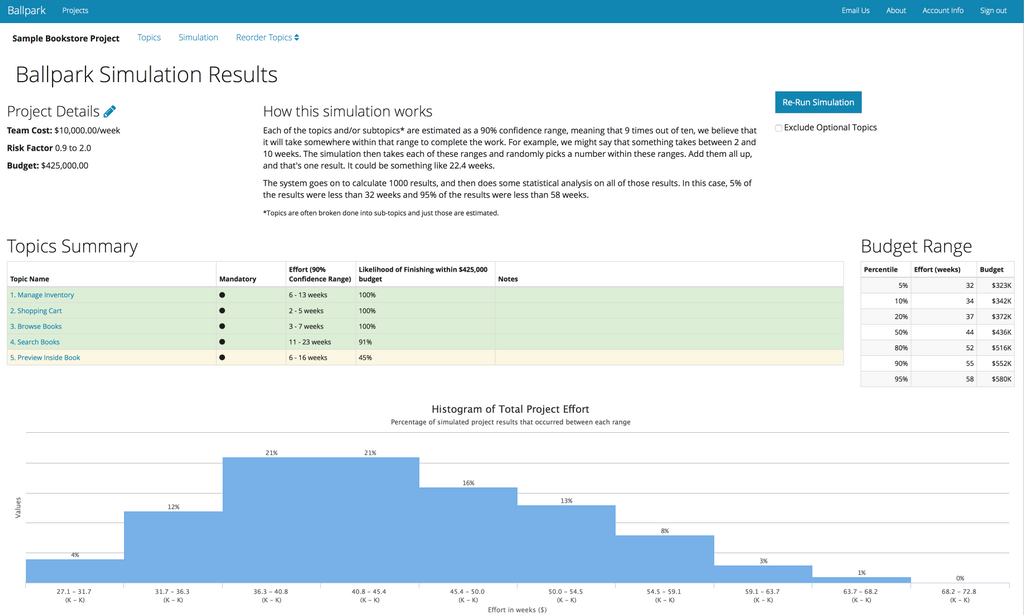 Ballpark Projects Email Us About Account Info Sign out
Sample Bookstore Project Topics Simulation Reorder Topics
Ballpark Simulation Results
Project Details
Team Cost: $10,000.00/week
Risk Factor 0.9 to 2.0
Budget: $425,000.00
How this simulation works
Each of the topics and/or subtopics* are estimated as a 90% confidence range, meaning that 9 times out of ten, we believe that
it will take somewhere within that range to complete the work. For example, we might say that something takes between 2 and
10 weeks. The simulation then takes each of these ranges and randomly picks a number within these ranges. Add them all up,
and that's one result. It could be something like 22.4 weeks.
The system goes on to calculate 1000 results, and then does some statistical analysis on all of those results. In this case, 5% of
the results were less than 32 weeks and 95% of the results were less than 58 weeks.
*Topics are often broken done into sub-topics and just those are estimated.
Re-Run Simulation
Exclude Optional Topics
Topics Summary
Topic Name Mandatory Effort (90% Confidence Range) Likelihood of Finishing within $425,000 budget Notes
1. Manage Inventory 6 - 13 weeks 100%
2. Shopping Cart 2 - 5 weeks 100%
3. Browse Books 3 - 7 weeks 100%
4. Search Books 11 - 23 weeks 91%
5. Preview Inside Book 6 - 16 weeks 45%
Budget Range
Percentile Effort (weeks) Budget
5% 32 $323K
10% 34 $342K
20% 37 $372K
50% 44 $436K
80% 52 $516K
90% 55 $552K
95% 58 $580K
Histogram of Total Project Effort
Percentage of simulated project results that occurred between each range
Values
4% 12% 21% 21% 16% 13% 8% 3% 1% 0%
27.1 – 31.7 31.7 – 36.3 36.3 – 40.8 40.8 – 45.4 45.4 – 50.0 50.0 – 54.5 54.5 – 59.1 59.1 – 63.7 63.7 – 68.2 68.2 – 72.8
(K – K) (K – K) (K – K) (K – K) (K – K) (K – K) (K – K) (K – K) (K – K) (K – K)
Effort in weeks ($)